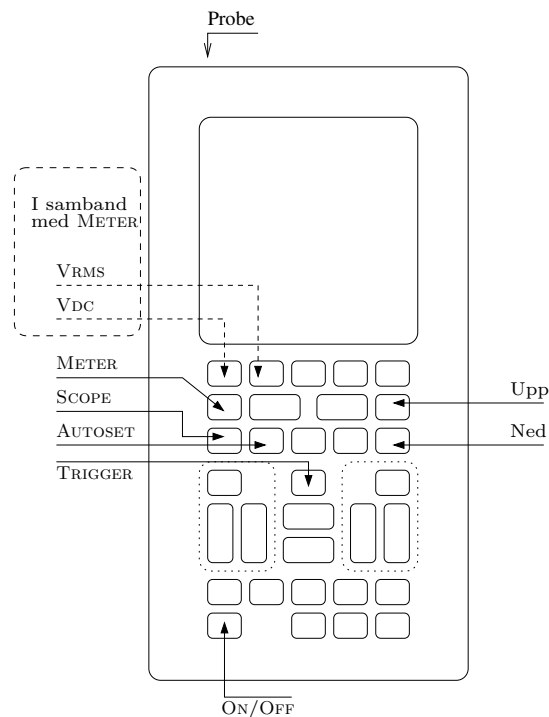 Probe
I samband
med METER
VRMS
VDC
METER
SCOPE
AUTOSET
TRIGGER
Upp
Ned
ON/OFF